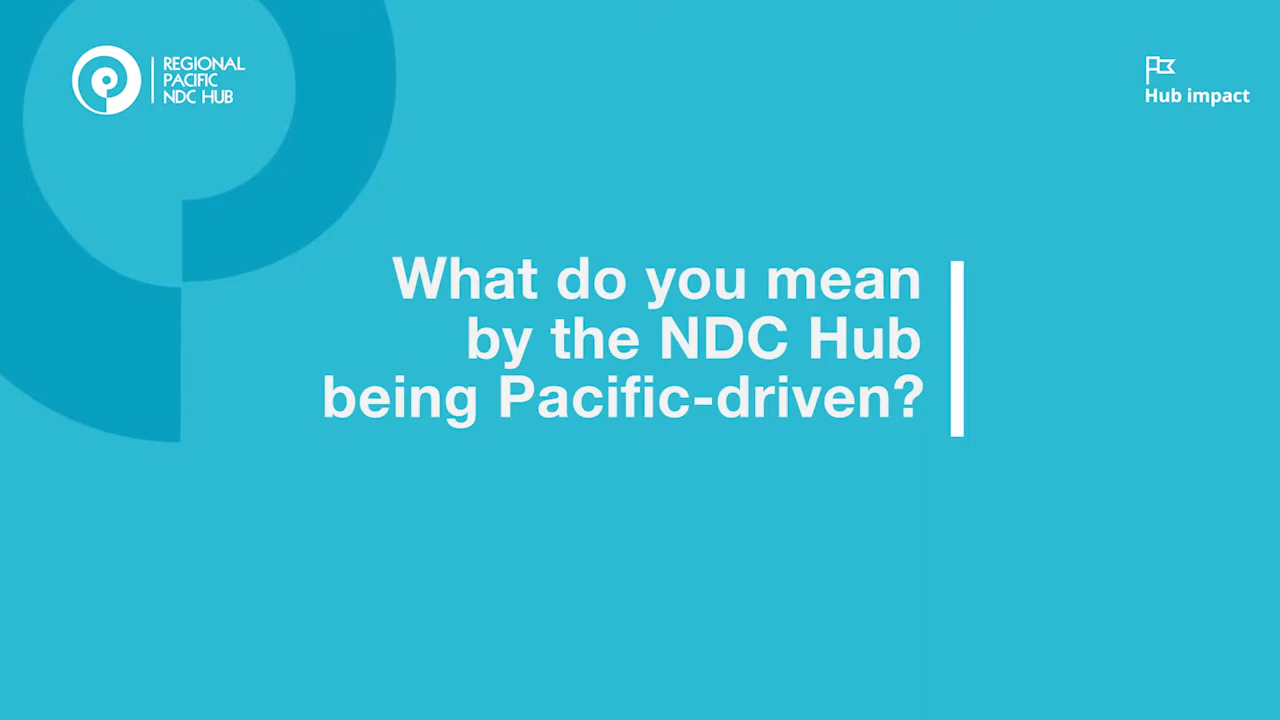 REGIONAL
PACIFIC
NDC HUB
Hub impact
What do you mean
by the NDC Hub
being Pacific-driven?